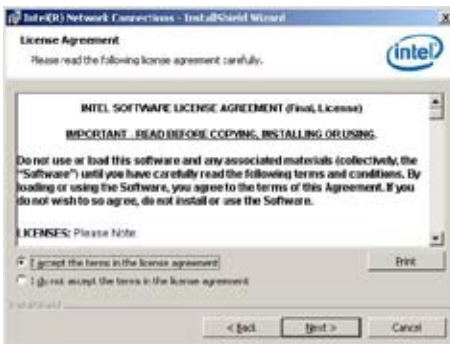 Intel(R) Network Connections - InstallShield Wizard
License Agreement
Please read the following license agreement carefully.
intel
INTEL SOFTWARE LICENSE AGREEMENT (Final, License)
IMPORTANT - READ BEFORE COPYING, INSTALLING OR USING.
Do not use or load this software and any associated materials (collectively, the
"Software") until you have carefully read the following terms and conditions. By
loading or using the Software, you agree to the terms of this Agreement. If you
do not wish to so agree, do not install or use the Software.
LICENSES: Please Note:
I accept the terms in the license agreement
I do not accept the terms in the license agreement
Print
InstallShield
< Back
Next >
Cancel